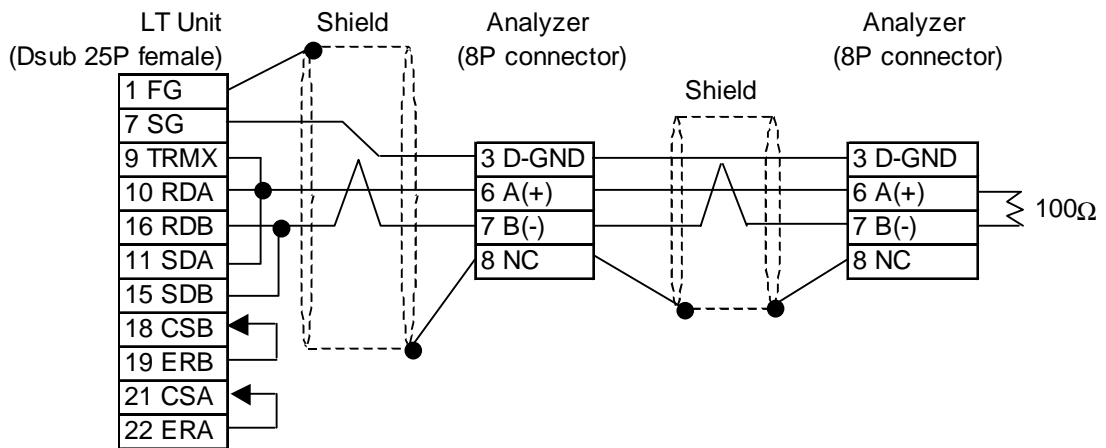 LT Unit
(Dsub 25P female)
Shield
Analyzer
(8P connector)
Analyzer
(8P connector)
Shield
1 FG
7 SG
9 TRMX
10 RDA
16 RDB
11 SDA
15 SDB
18 CSB
19 ERB
21 CSA
22 ERA
3 D-GND
6 A(+)
7 B(-)
8 NC
3 D-GND
6 A(+)
7 B(-)
8 NC
100Ω